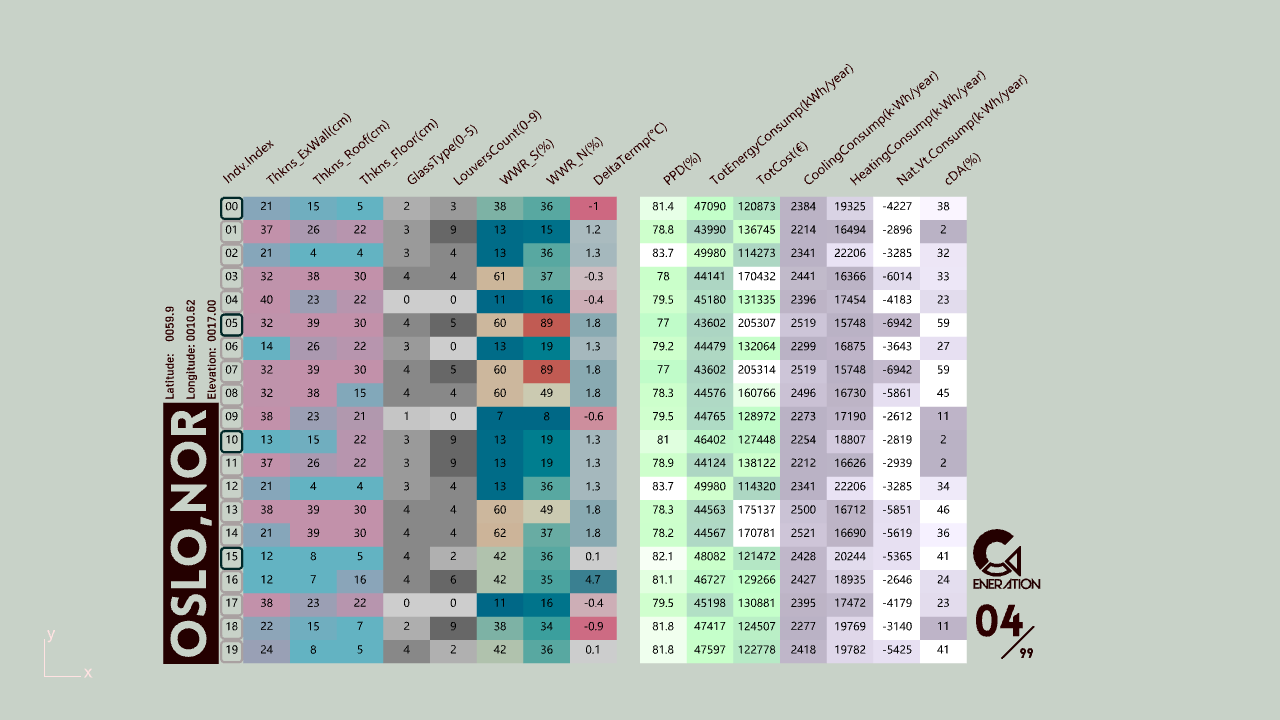 Indv.Index Thkns_ExWall(cm) Thkns_Roof(cm) Thkns_Floor(cm) GlassType(0-5) LouversCount(0-9) WWR_S(%) WWR_N(%) DeltaTermp(°C) PPD(%) TotEnergyConsump(kWh/year) TotCost(€) CoolingConsump(k·Wh/year) HeatingConsump(k·Wh/year) Nat.Vt.Consump(k·Wh/year) cDA(%)
00 21 15 5 2 3 38 36 -1 81.4 47090 120873 2384 19325 -4227 38
01 37 26 22 3 9 13 15 1.2 78.8 43990 136745 2214 16494 -2896 2
02 21 4 4 3 4 13 36 1.3 83.7 49980 114273 2341 22206 -3285 32
03 32 38 30 4 4 61 37 -0.3 78 44141 170432 2441 16366 -6014 33
04 40 23 22 0 0 11 16 -0.4 79.5 45180 131335 2396 17454 -4183 23
05 32 39 30 4 5 60 89 1.8 77 43602 205307 2519 15748 -6942 59
06 14 26 22 3 0 13 19 1.3 79.2 44479 132064 2299 16875 -3643 27
07 32 39 30 4 5 60 89 1.8 77 43602 205314 2519 15748 -6942 59
08 32 38 15 4 4 60 49 1.8 78.3 44576 160766 2496 16730 -5861 45
09 38 23 21 1 0 7 8 -0.6 79.5 44765 128972 2273 17190 -2612 11
10 13 15 22 3 9 13 19 1.3 81 46402 127448 2254 18807 -2819 2
11 37 26 22 3 9 13 19 1.3 78.9 44124 138122 2212 16626 -2939 2
12 21 4 4 3 4 13 36 1.3 83.7 49980 114320 2341 22206 -3285 34
13 38 39 30 4 4 60 49 1.8 78.3 44563 175137 2500 16712 -5851 46
14 21 39 30 4 4 62 37 1.8 78.2 44567 170781 2521 16690 -5619 36
15 12 8 5 4 2 42 36 0.1 82.1 48082 121472 2428 20244 -5365 41
16 12 7 16 4 6 42 35 4.7 81.1 46727 129266 2427 18935 -2646 24
17 38 23 22 0 0 11 16 -0.4 79.5 45198 130881 2395 17472 -4179 23
18 22 15 7 2 9 38 34 -0.9 81.8 47417 124507 2277 19769 -3140 11
19 24 8 5 4 2 42 36 0.1 81.8 47597 122778 2418 19782 -5425 41
Latitude: 0059.9
Longitude: 0010.62
Elevation: 0017.00
OSLO,NOR
GENERATION
04/99
y
x